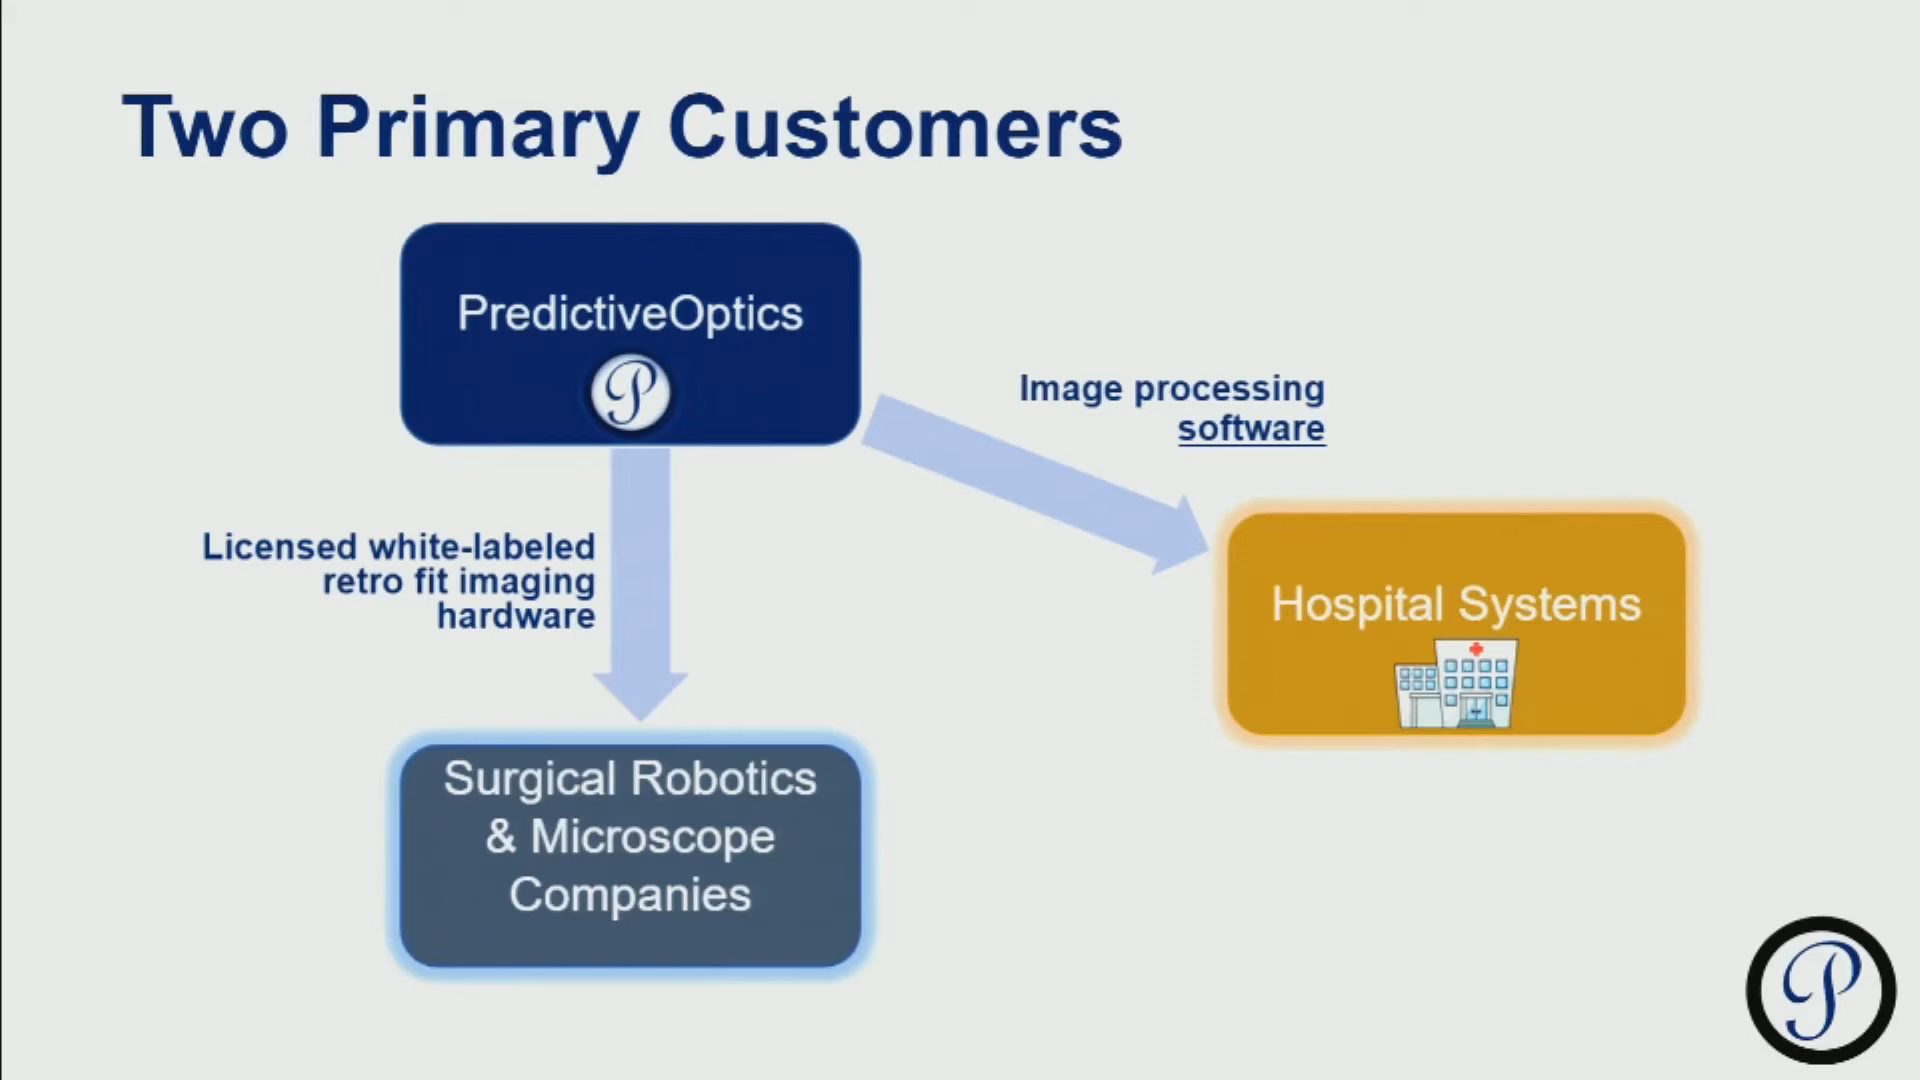 Two Primary Customers
PredictiveOptics
P
Image processing
software
Licensed white-labeled
retro fit imaging
hardware
Hospital Systems
Surgical Robotics
& Microscope
Companies
P